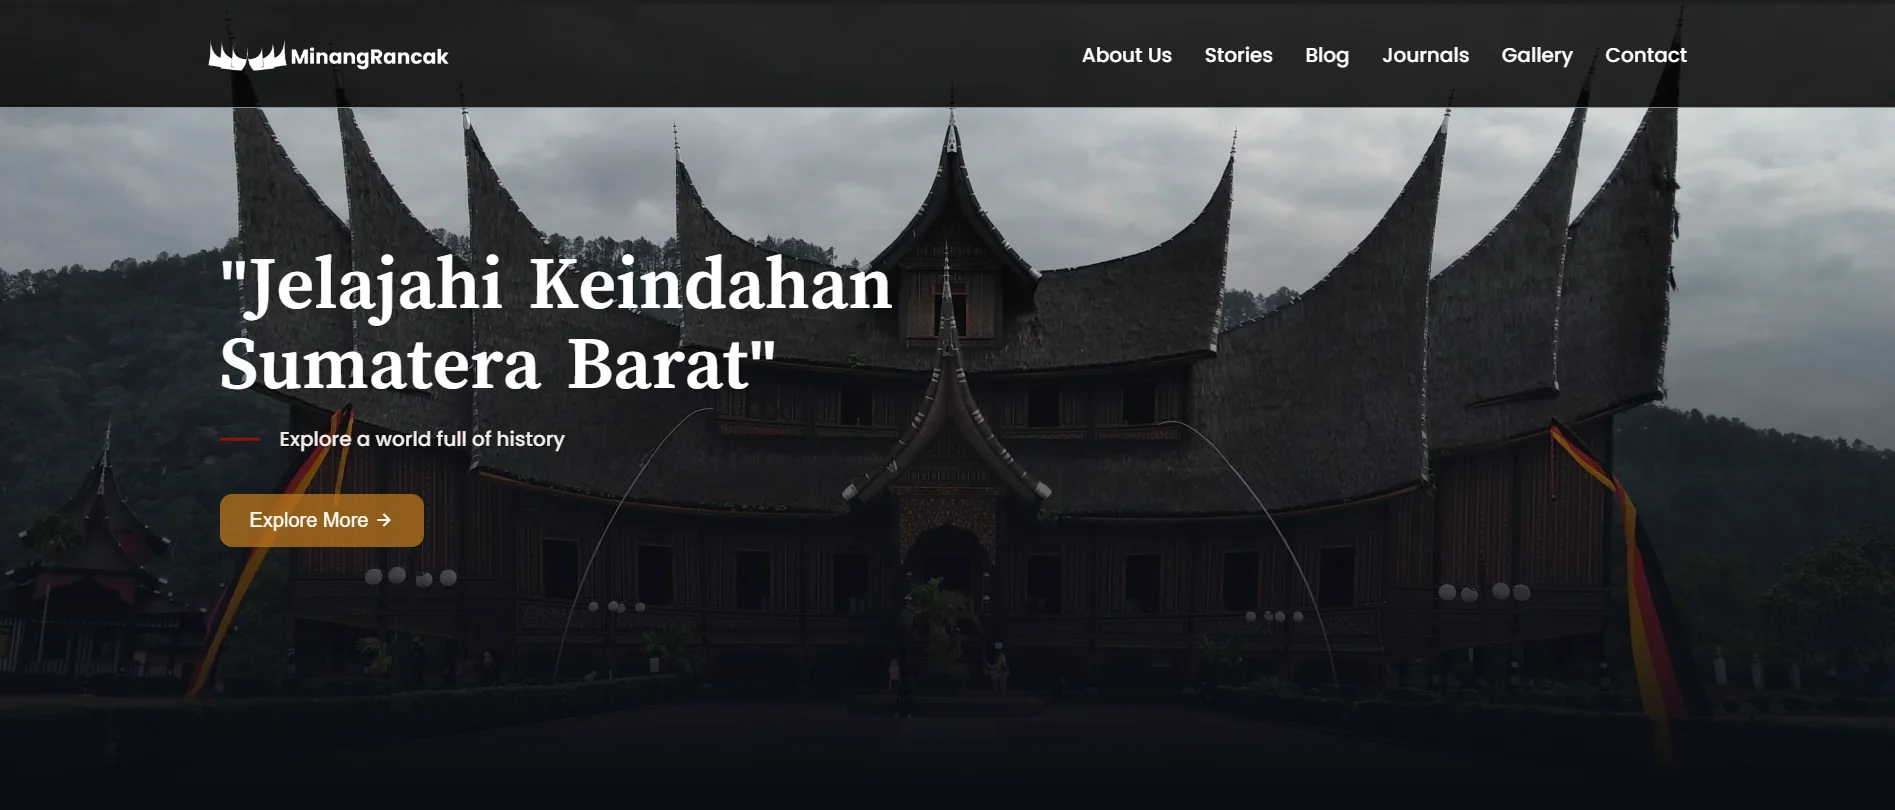 MinangRancak
About Us Stories Blog Journals Gallery Contact
"Jelajahi Keindahan
Sumatera Barat"
Explore a world full of history
Explore More →